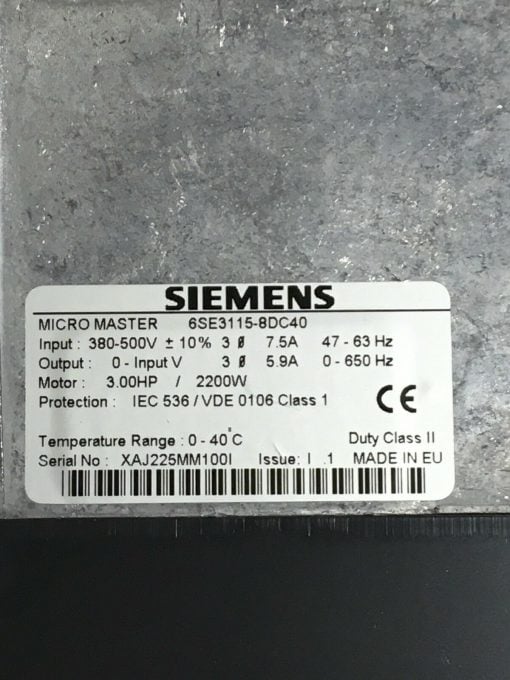 SIEMENS
MICRO MASTER 6SE3115-8DC40
Input : 380-500V ± 10% 3 Ø 7.5A 47 - 63 Hz
Output : 0 - Input V 3 Ø 5.9A 0 - 650 Hz
Motor : 3.00HP / 2200W
Protection : IEC 536 / VDE 0106 Class 1
CE
Temperature Range : 0 - 40°C Duty Class II
Serial No : XAJ225MM100I Issue: I .1 MADE IN EU